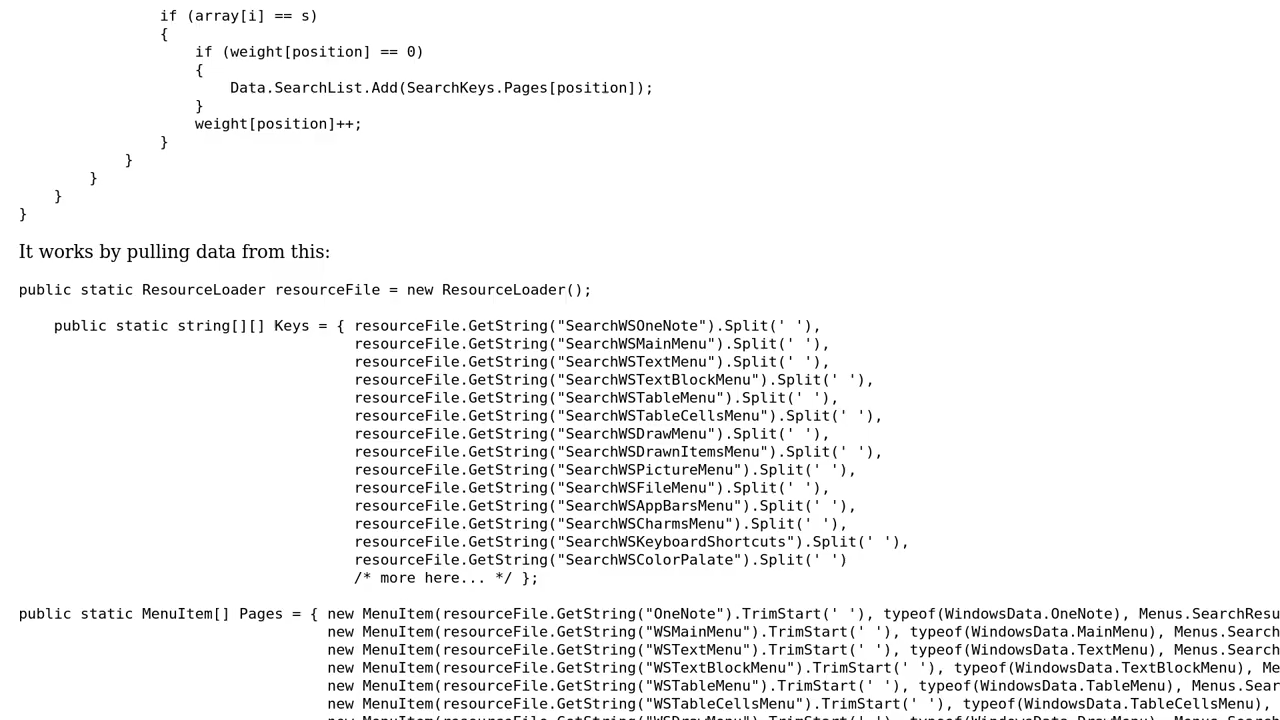 if (array[i] == s)
{
if (weight[position] == 0)
{
Data.SearchList.Add(SearchKeys.Pages[position]);
}
weight[position]++;
}
}
}
}
}
It works by pulling data from this:
public static ResourceLoader resourceFile = new ResourceLoader();
public static string[][] Keys = { resourceFile.GetString("SearchWSOneNote").Split(' '),
resourceFile.GetString("SearchWSMainMenu").Split(' '),
resourceFile.GetString("SearchWSTextMenu").Split(' '),
resourceFile.GetString("SearchWSTextBlockMenu").Split(' '),
resourceFile.GetString("SearchWSTableMenu").Split(' '),
resourceFile.GetString("SearchWSTableCellsMenu").Split(' '),
resourceFile.GetString("SearchWSDrawMenu").Split(' '),
resourceFile.GetString("SearchWSDrawnItemsMenu").Split(' '),
resourceFile.GetString("SearchWSPictureMenu").Split(' '),
resourceFile.GetString("SearchWSFileMenu").Split(' '),
resourceFile.GetString("SearchWSAppBarsMenu").Split(' '),
resourceFile.GetString("SearchWSCharmsMenu").Split(' '),
resourceFile.GetString("SearchWSKeyboardShortcuts").Split(' '),
resourceFile.GetString("SearchWSColorPalate").Split(' ')
/* more here... */ };
public static MenuItem[] Pages = { new MenuItem(resourceFile.GetString("OneNote").TrimStart(' '), typeof(WindowsData.OneNote), Menus.SearchResu
new MenuItem(resourceFile.GetString("WSMainMenu").TrimStart(' '), typeof(WindowsData.MainMenu), Menus.Search
new MenuItem(resourceFile.GetString("WSTextMenu").TrimStart(' '), typeof(WindowsData.TextMenu), Menus.Search
new MenuItem(resourceFile.GetString("WSTextBlockMenu").TrimStart(' '), typeof(WindowsData.TextBlockMenu), Me
new MenuItem(resourceFile.GetString("WSTableMenu").TrimStart(' '), typeof(WindowsData.TableMenu), Menus.Sear
new MenuItem(resourceFile.GetString("WSTableCellsMenu").TrimStart(' '), typeof(WindowsData.TableCellsMenu),